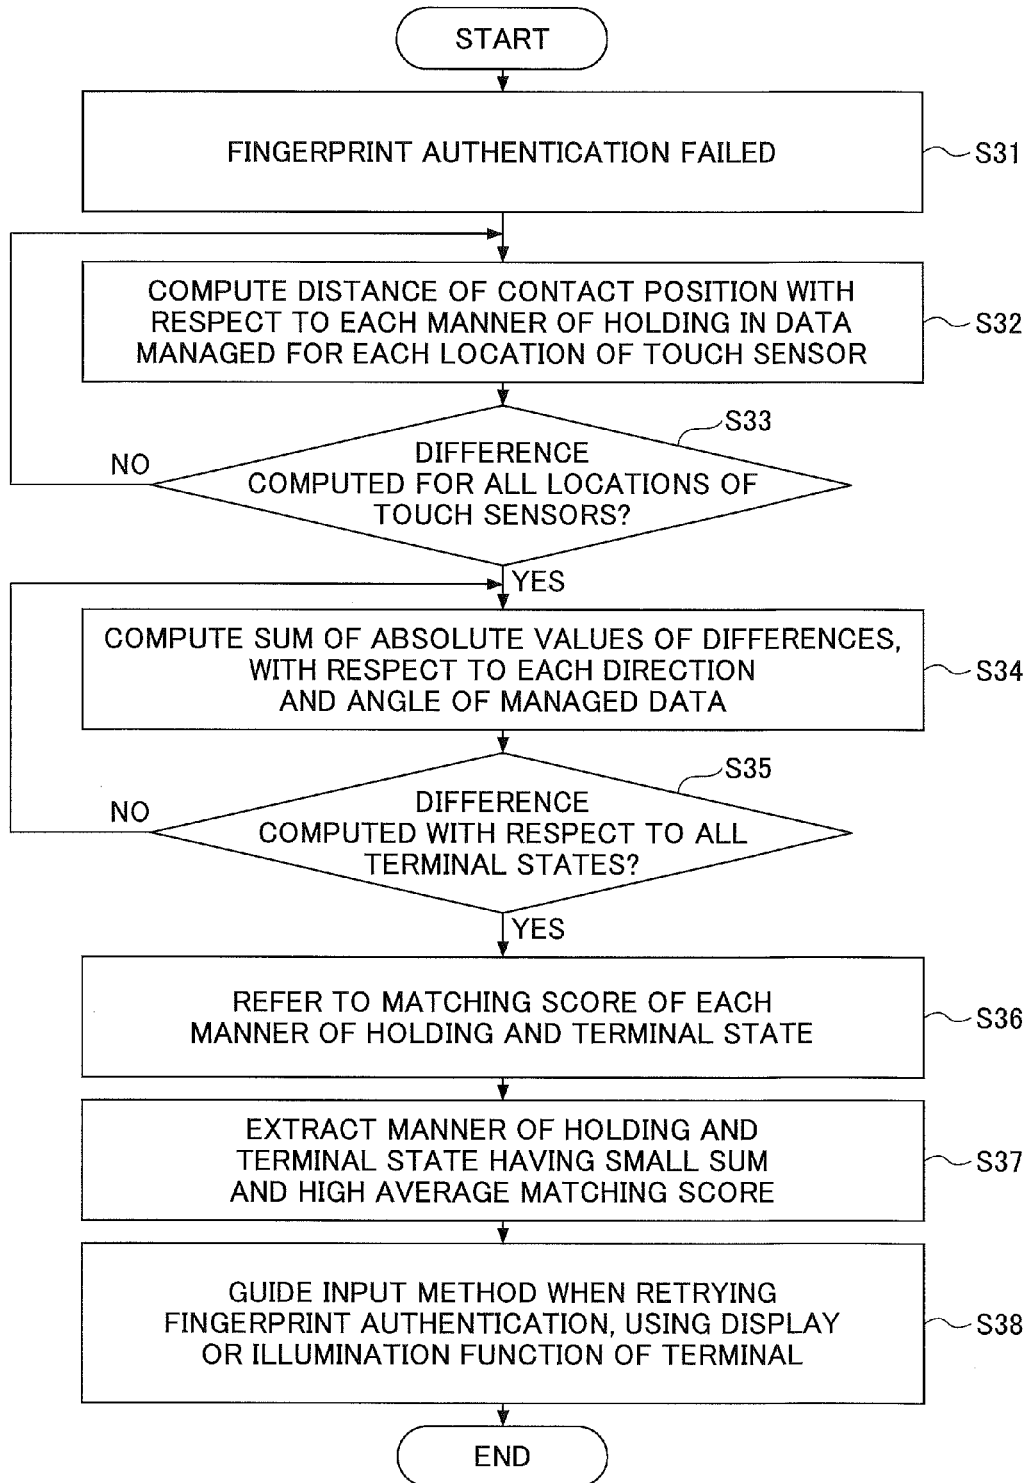 START
FINGERPRINT AUTHENTICATION FAILED
S31
COMPUTE DISTANCE OF CONTACT POSITION WITH
RESPECT TO EACH MANNER OF HOLDING IN DATA
MANAGED FOR EACH LOCATION OF TOUCH SENSOR
S32
S33
DIFFERENCE
COMPUTED FOR ALL LOCATIONS OF
TOUCH SENSORS?
NO
YES
COMPUTE SUM OF ABSOLUTE VALUES OF DIFFERENCES,
WITH RESPECT TO EACH DIRECTION
AND ANGLE OF MANAGED DATA
S34
S35
DIFFERENCE
COMPUTED WITH RESPECT TO ALL
TERMINAL STATES?
NO
YES
REFER TO MATCHING SCORE OF EACH
MANNER OF HOLDING AND TERMINAL STATE
S36
EXTRACT MANNER OF HOLDING AND
TERMINAL STATE HAVING SMALL SUM
AND HIGH AVERAGE MATCHING SCORE
S37
GUIDE INPUT METHOD WHEN RETRYING
FINGERPRINT AUTHENTICATION, USING DISPLAY
OR ILLUMINATION FUNCTION OF TERMINAL
S38
END